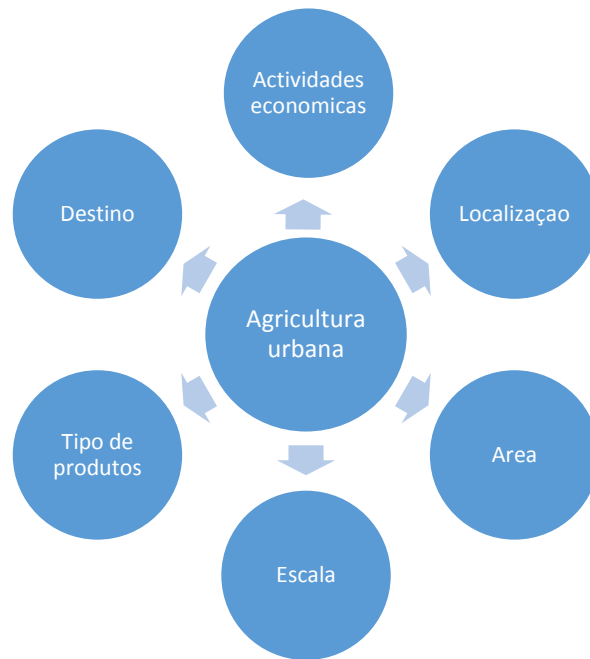 Actividades
economicas
Destino
Localizaçao
Agricultura
urbana
Tipo de
produtos
Area
Escala